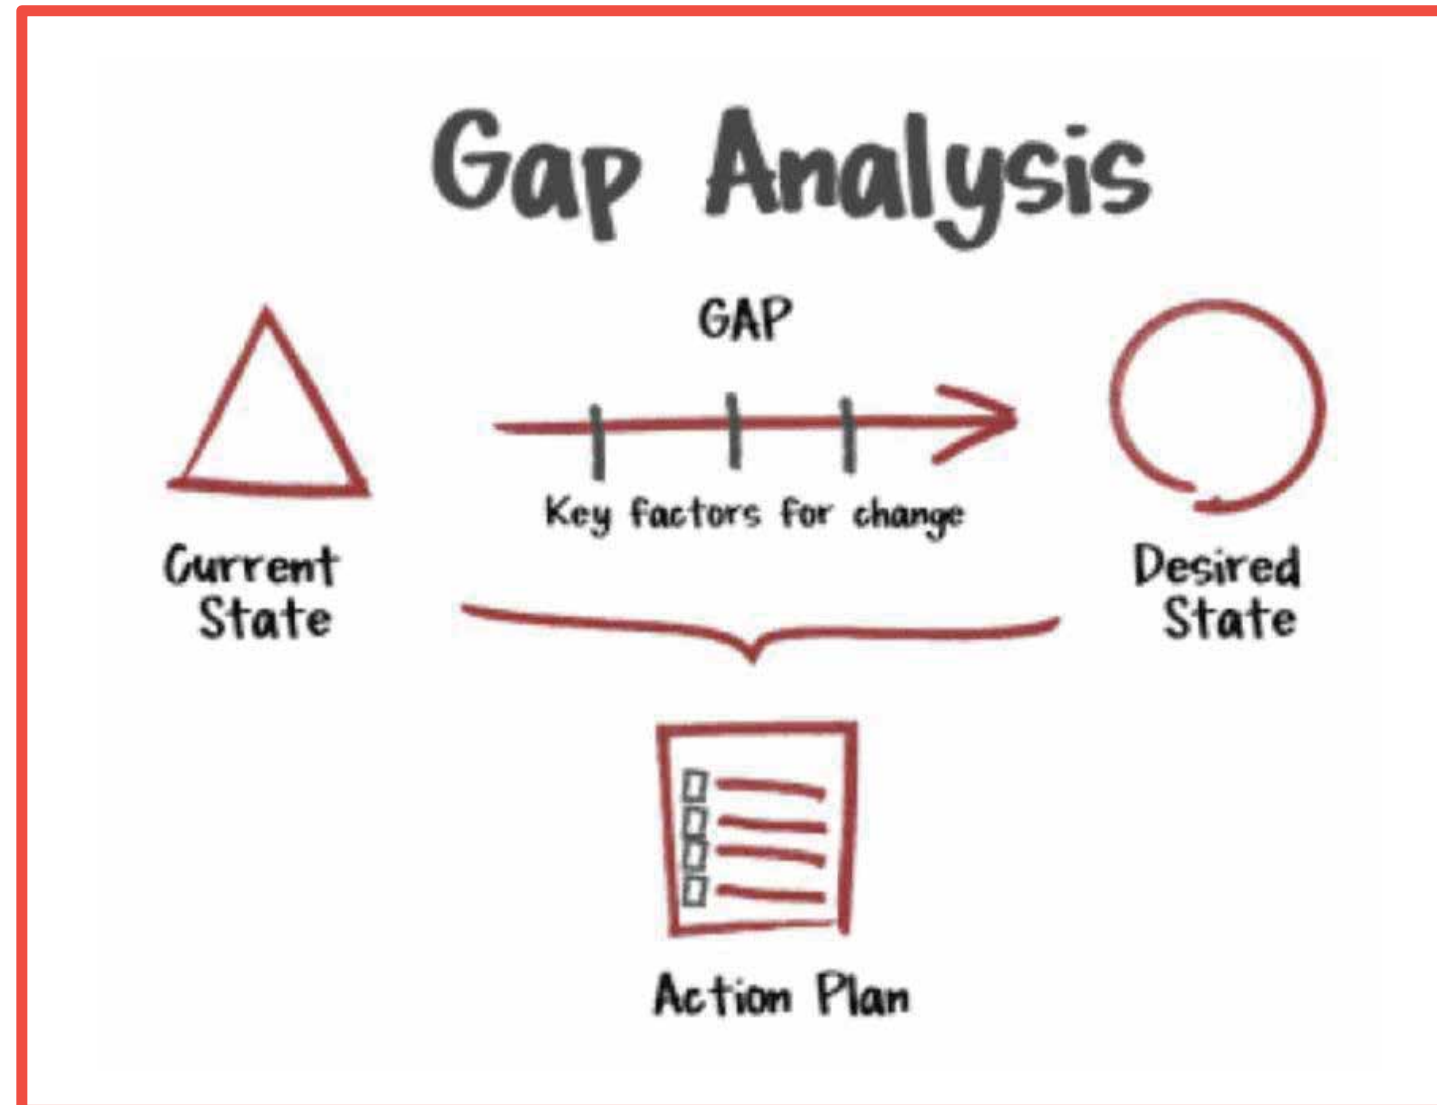 Gap Analysis
GAP
Key factors for change
Current
State
Desired
State
Action Plan